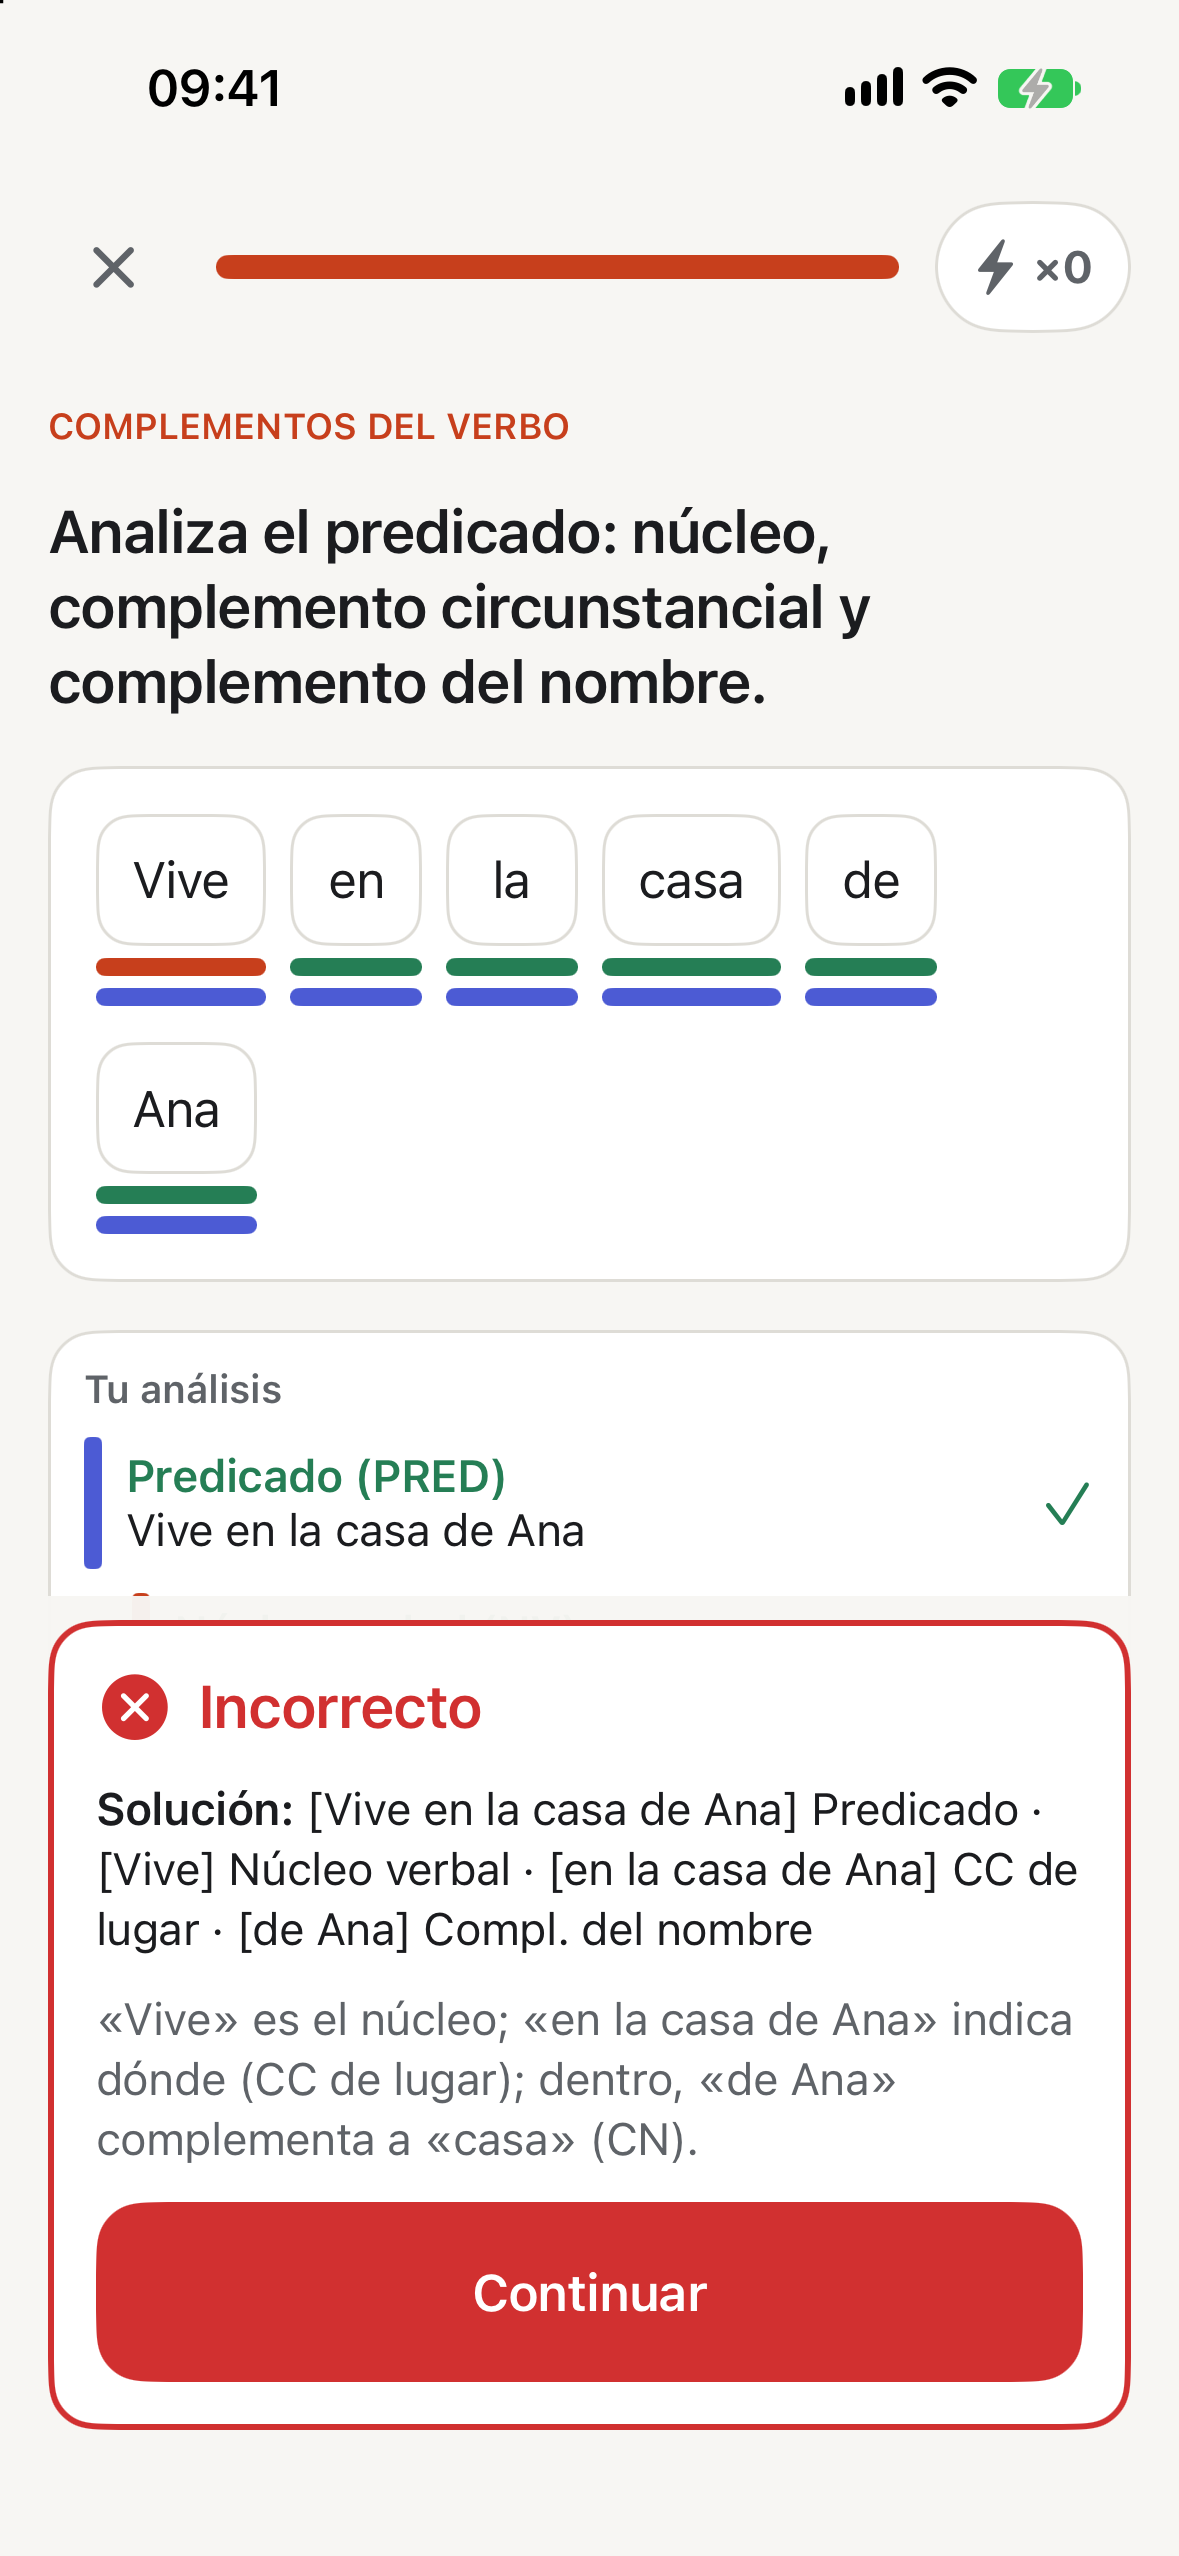 09:41
×0
COMPLEMENTOS DEL VERBO
Analiza el predicado: núcleo,
complemento circunstancial y
complemento del nombre.
Vive en la casa de
Ana
Tu análisis
Predicado (PRED)
Vive en la casa de Ana
Incorrecto
Solución: [Vive en la casa de Ana] Predicado ·
[Vive] Núcleo verbal · [en la casa de Ana] CC de
lugar · [de Ana] Compl. del nombre
«Vive» es el núcleo; «en la casa de Ana» indica
dónde (CC de lugar); dentro, «de Ana»
complementa a «casa» (CN).
Continuar